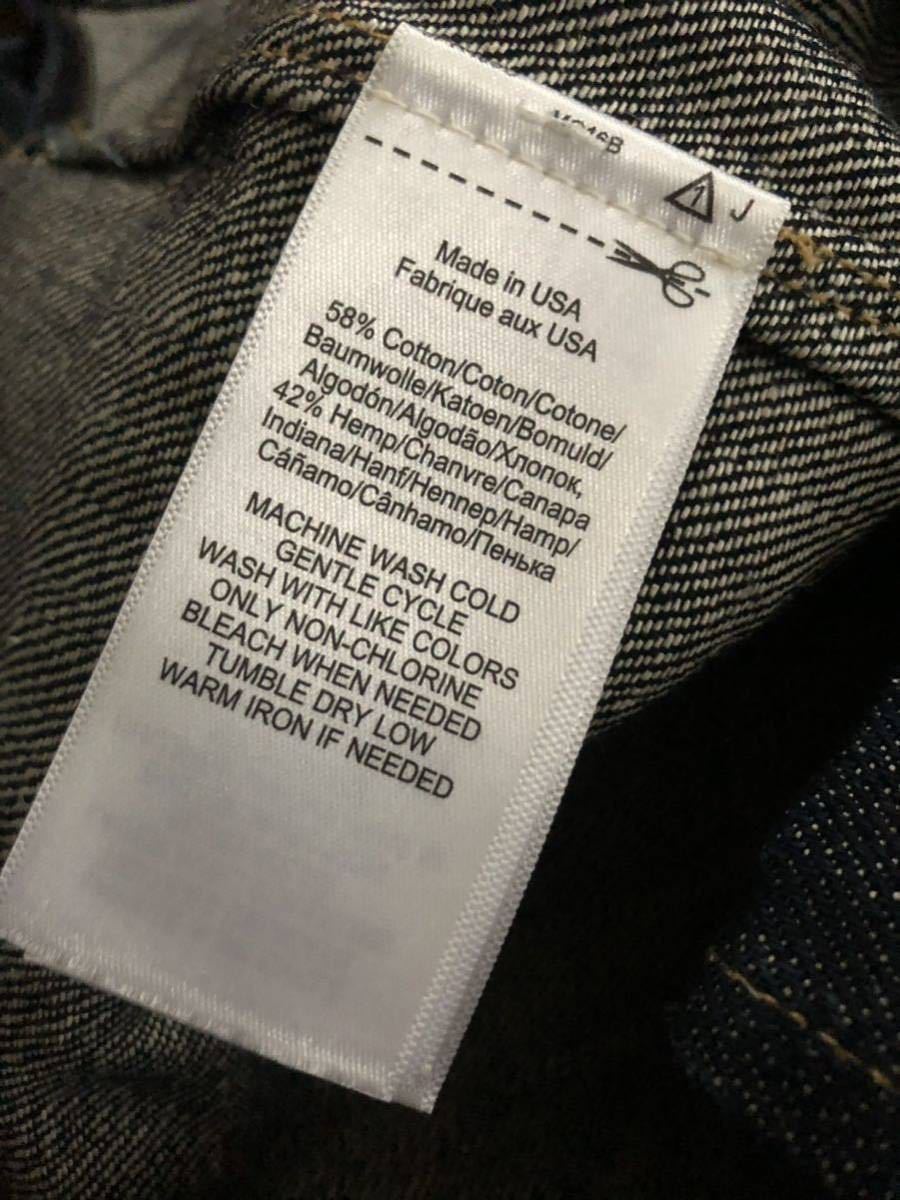 J
Made in USA
Fabrique aux USA
58% Cotton/Coton/Cotone/
Baumwolle/Katoen/Bomuld/
Algodón/Algodão/Хлопок,
42% Hemp/Chanvre/Canapa
Indiana/Hanf/Hennep/Hamp/
Cáñamo/Cânhamo/Пенька
MACHINE WASH COLD
GENTLE CYCLE
WASH WITH LIKE COLORS
ONLY NON-CHLORINE
BLEACH WHEN NEEDED
TUMBLE DRY LOW
WARM IRON IF NEEDED